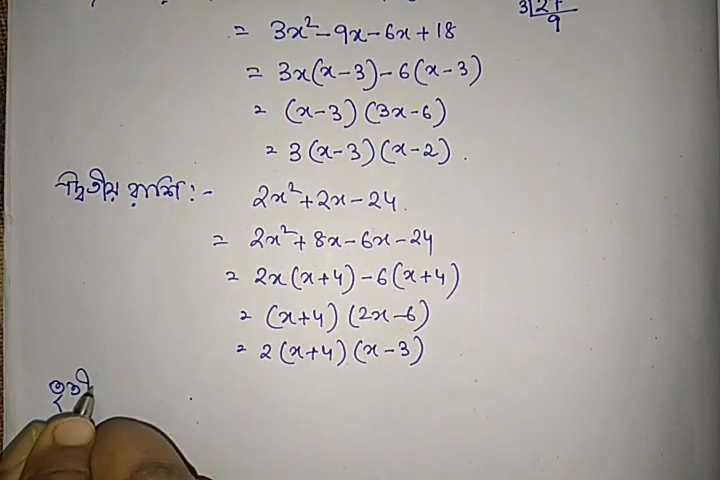 = 3x² - 9x - 6x + 18
= 3x(x-3) - 6(x-3)
= (x-3) (3x-6)
= 3(x-3)(x-2).
দ্বিতীয় রাশি :- 2x² + 2x - 24.
= 2x² + 8x - 6x - 24
= 2x(x+4) - 6(x+4)
= (x+4) (2x-6)
= 2(x+4) (x-3)
তৃতী
3 27
9